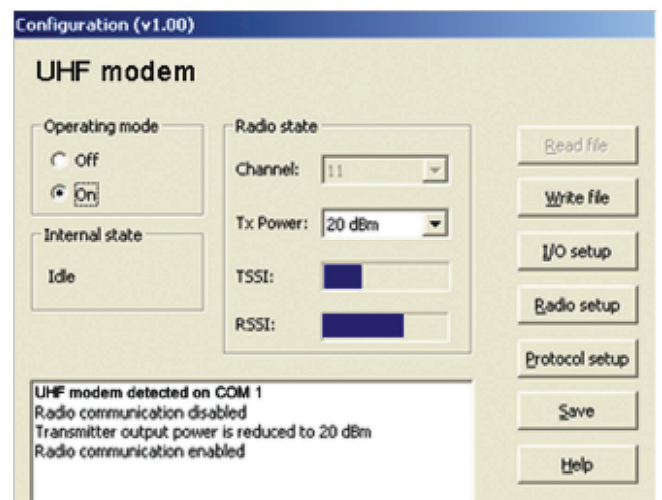 Configuration (v1.00)
UHF modem
Operating mode
Off
On
Internal state
Idle
Radio state
Channel: 11
Tx Power: 20 dBm
TSSI:
RSSI:
Read file
Write file
I/O setup
Radio setup
Protocol setup
Save
Help
UHF modem detected on COM 1
Radio communication disabled
Transmitter output power is reduced to 20 dBm
Radio communication enabled